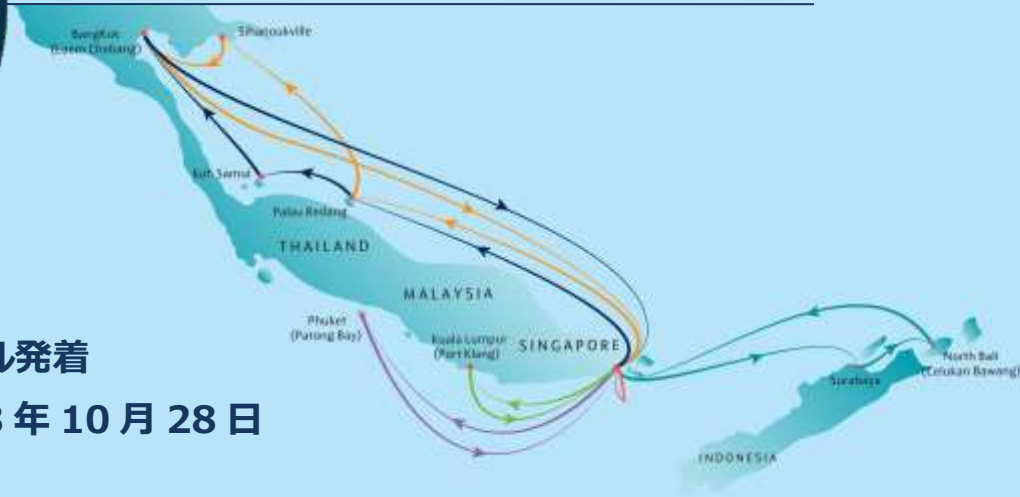 Bangkok
(Laem Chabang)
Sihanoukville
Koh Samui
Palau Redang
THAILAND
MALAYSIA
Phuket
(Patong Bay)
Kuala Lumpur
(Port Klang)
SINGAPORE
Surabaya
North Bali
(Celukan Bawang)
INDONESIA
ル発着
年 10 月 28 日